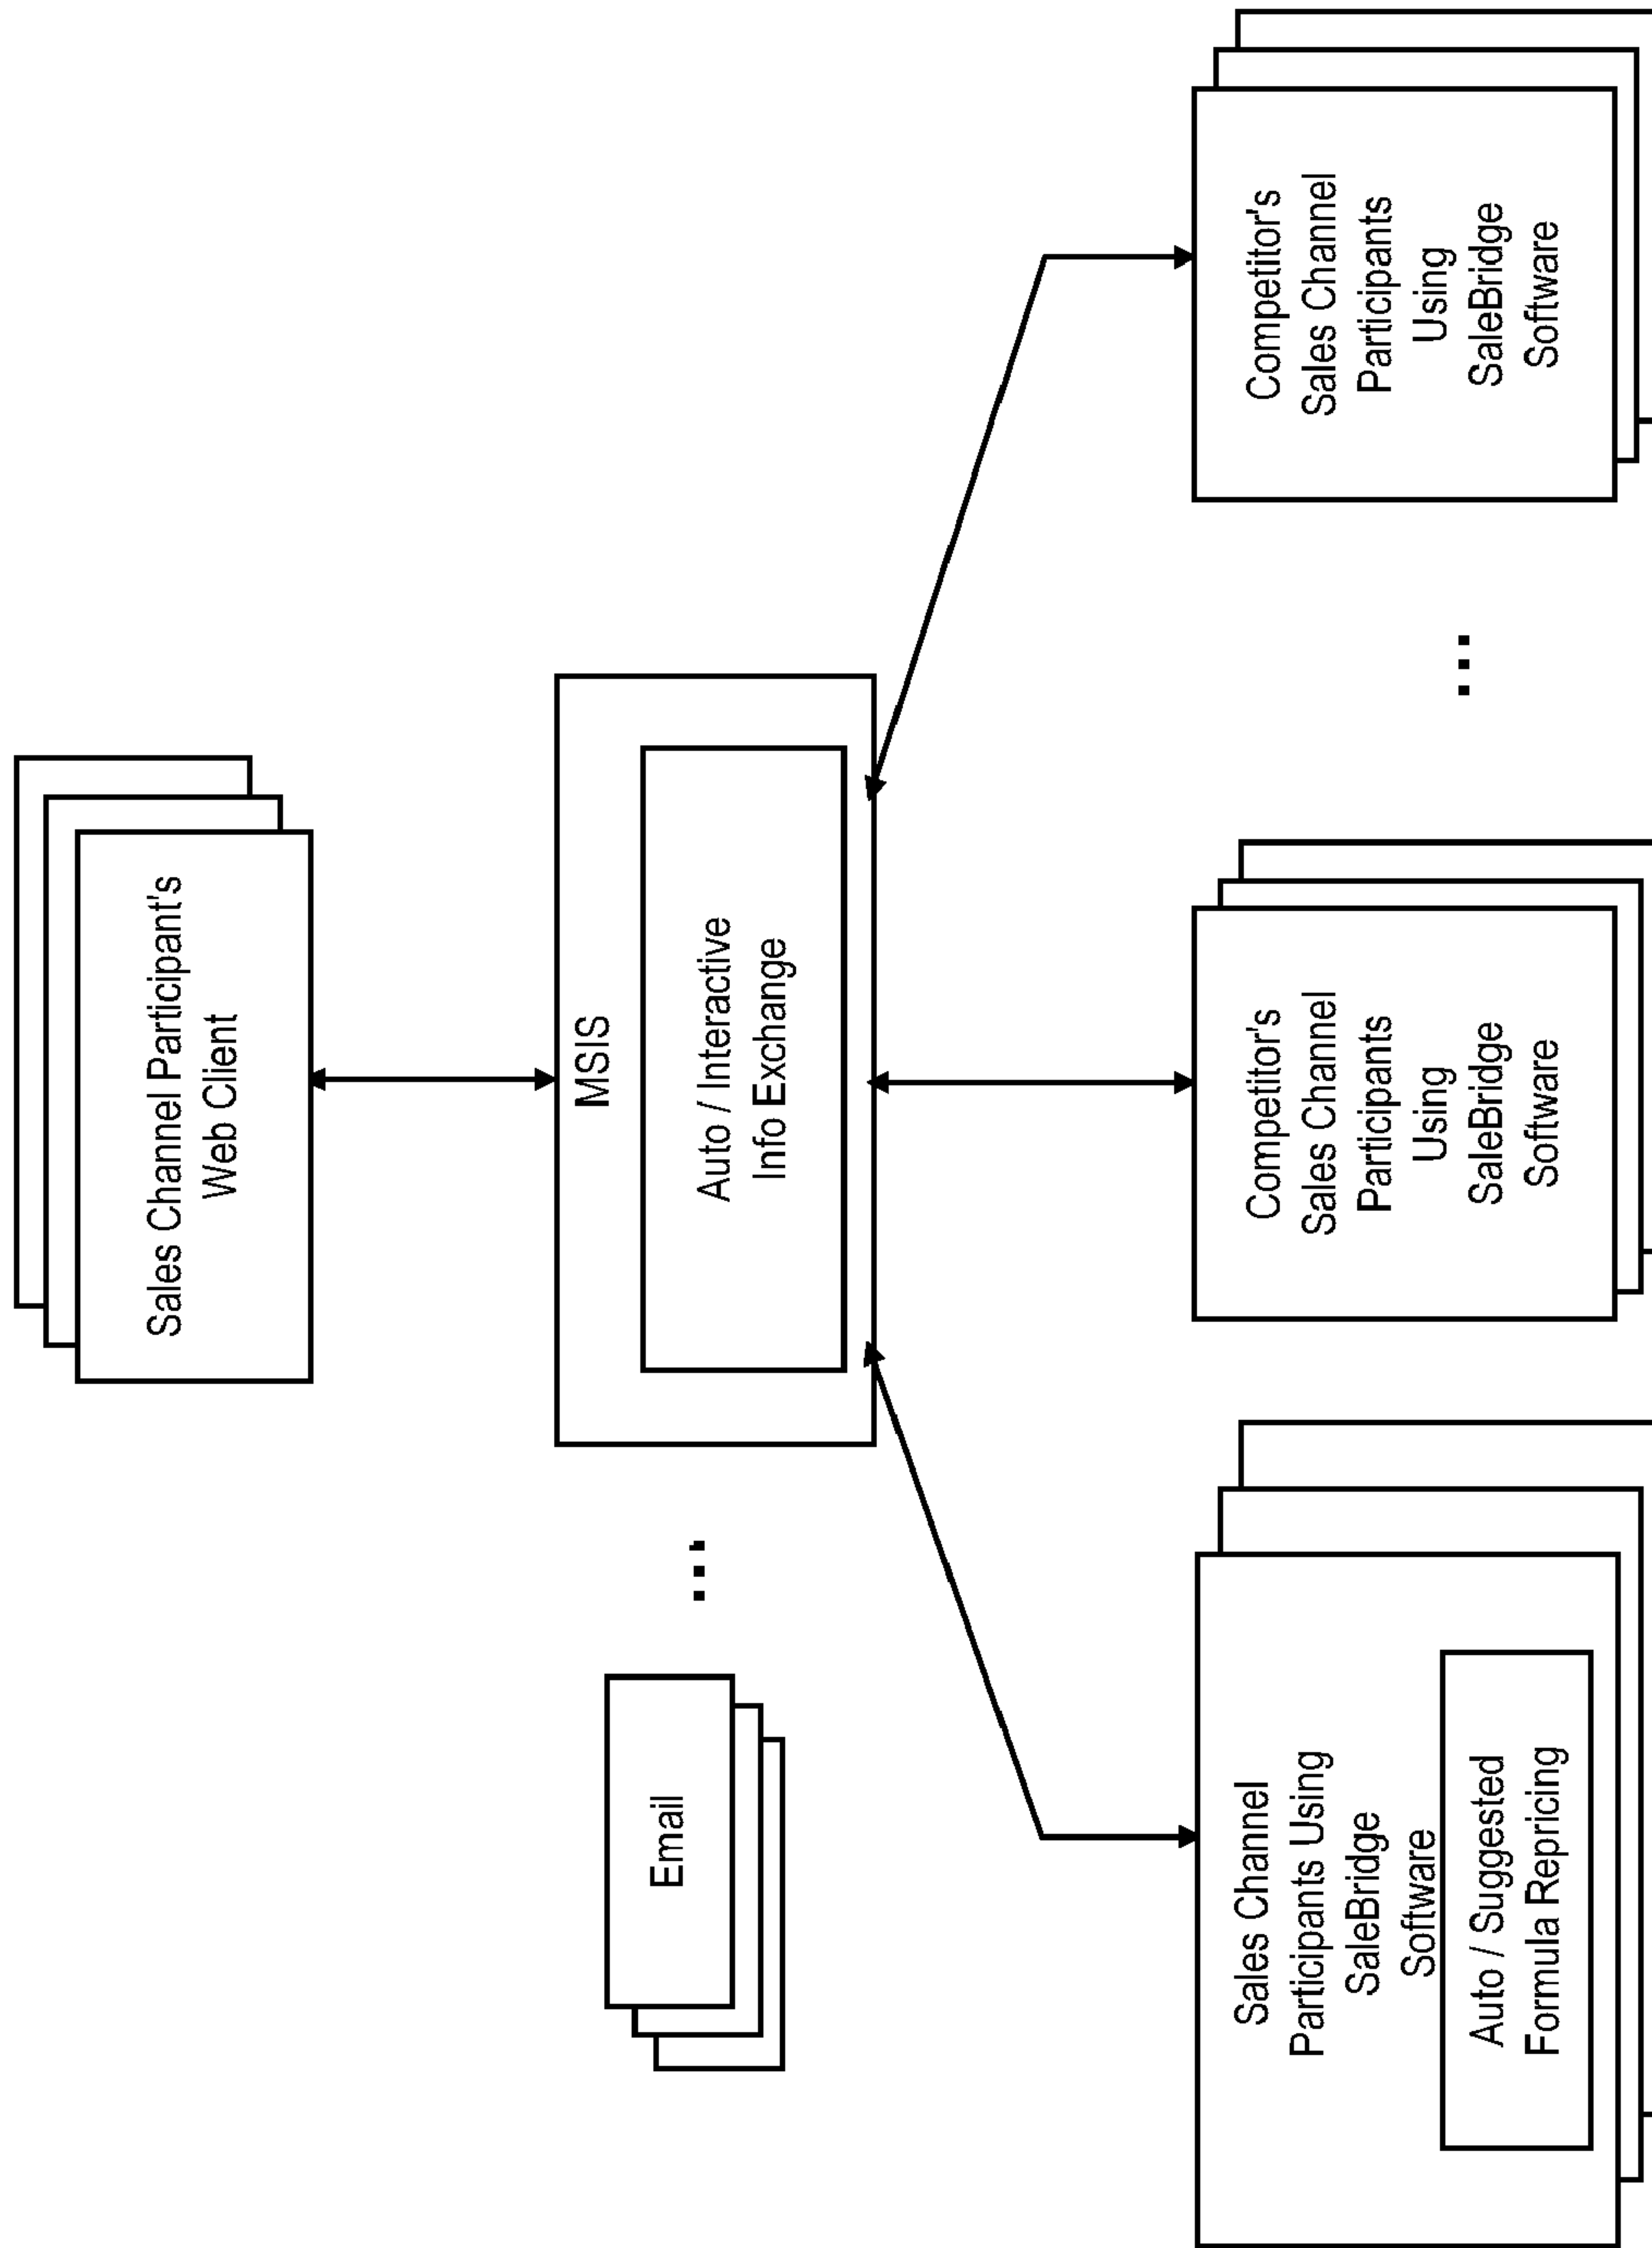 Sales Channel Participant's
Web Client
Email
...
MSIS
Auto / Interactive
Info Exchange
Sales Channel
Participants Using
SaleBridge
Software
Auto / Suggested
Formula Repricing
Competitor's
Sales Channel
Participants
Using
SaleBridge
Software
...
Competitor's
Sales Channel
Participants
Using
SaleBridge
Software